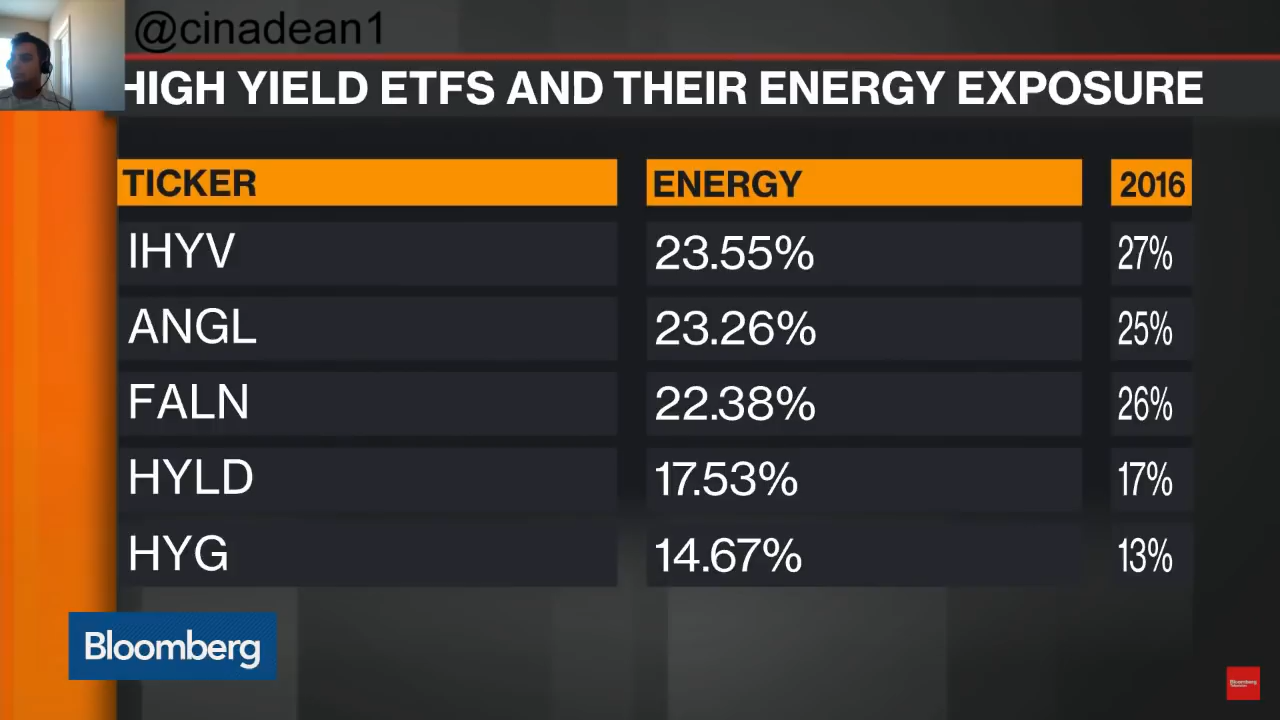 @cinadean1
HIGH YIELD ETFS AND THEIR ENERGY EXPOSURE
TICKER ENERGY 2016
IHYV 23.55% 27%
ANGL 23.26% 25%
FALN 22.38% 26%
HYLD 17.53% 17%
HYG 14.67% 13%
Bloomberg
Bloomberg